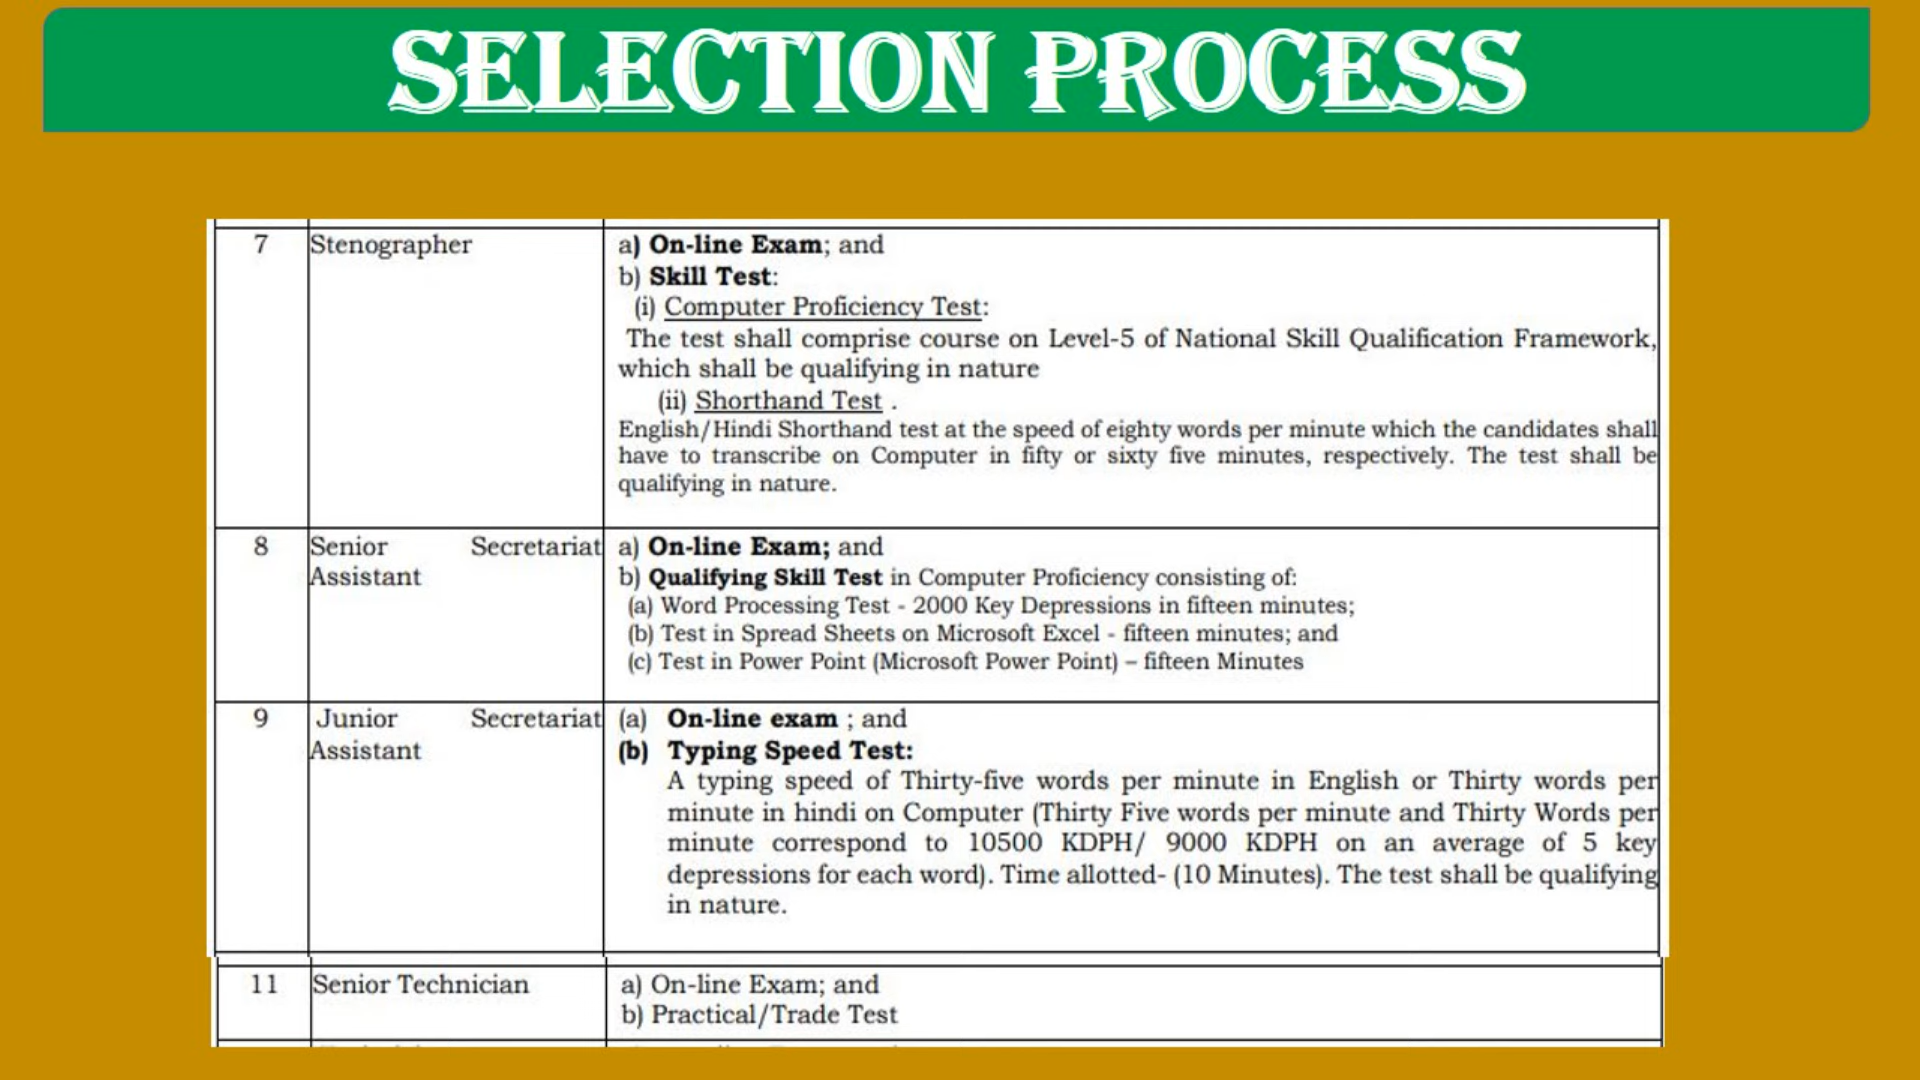 SELECTION PROCESS
7 Stenographer a) On-line Exam; and
b) Skill Test:
(i) Computer Proficiency Test:
The test shall comprise course on Level-5 of National Skill Qualification Framework,
which shall be qualifying in nature
(ii) Shorthand Test .
English/Hindi Shorthand test at the speed of eighty words per minute which the candidates shall
have to transcribe on Computer in fifty or sixty five minutes, respectively. The test shall be
qualifying in nature.
8 Senior Secretariat a) On-line Exam; and
Assistant b) Qualifying Skill Test in Computer Proficiency consisting of:
(a) Word Processing Test - 2000 Key Depressions in fifteen minutes;
(b) Test in Spread Sheets on Microsoft Excel - fifteen minutes; and
(c) Test in Power Point (Microsoft Power Point) – fifteen Minutes
9 Junior Secretariat (a) On-line exam ; and
Assistant (b) Typing Speed Test:
A typing speed of Thirty-five words per minute in English or Thirty words per
minute in hindi on Computer (Thirty Five words per minute and Thirty Words per
minute correspond to 10500 KDPH/ 9000 KDPH on an average of 5 key
depressions for each word). Time allotted- (10 Minutes). The test shall be qualifying
in nature.
11 Senior Technician a) On-line Exam; and
b) Practical/Trade Test